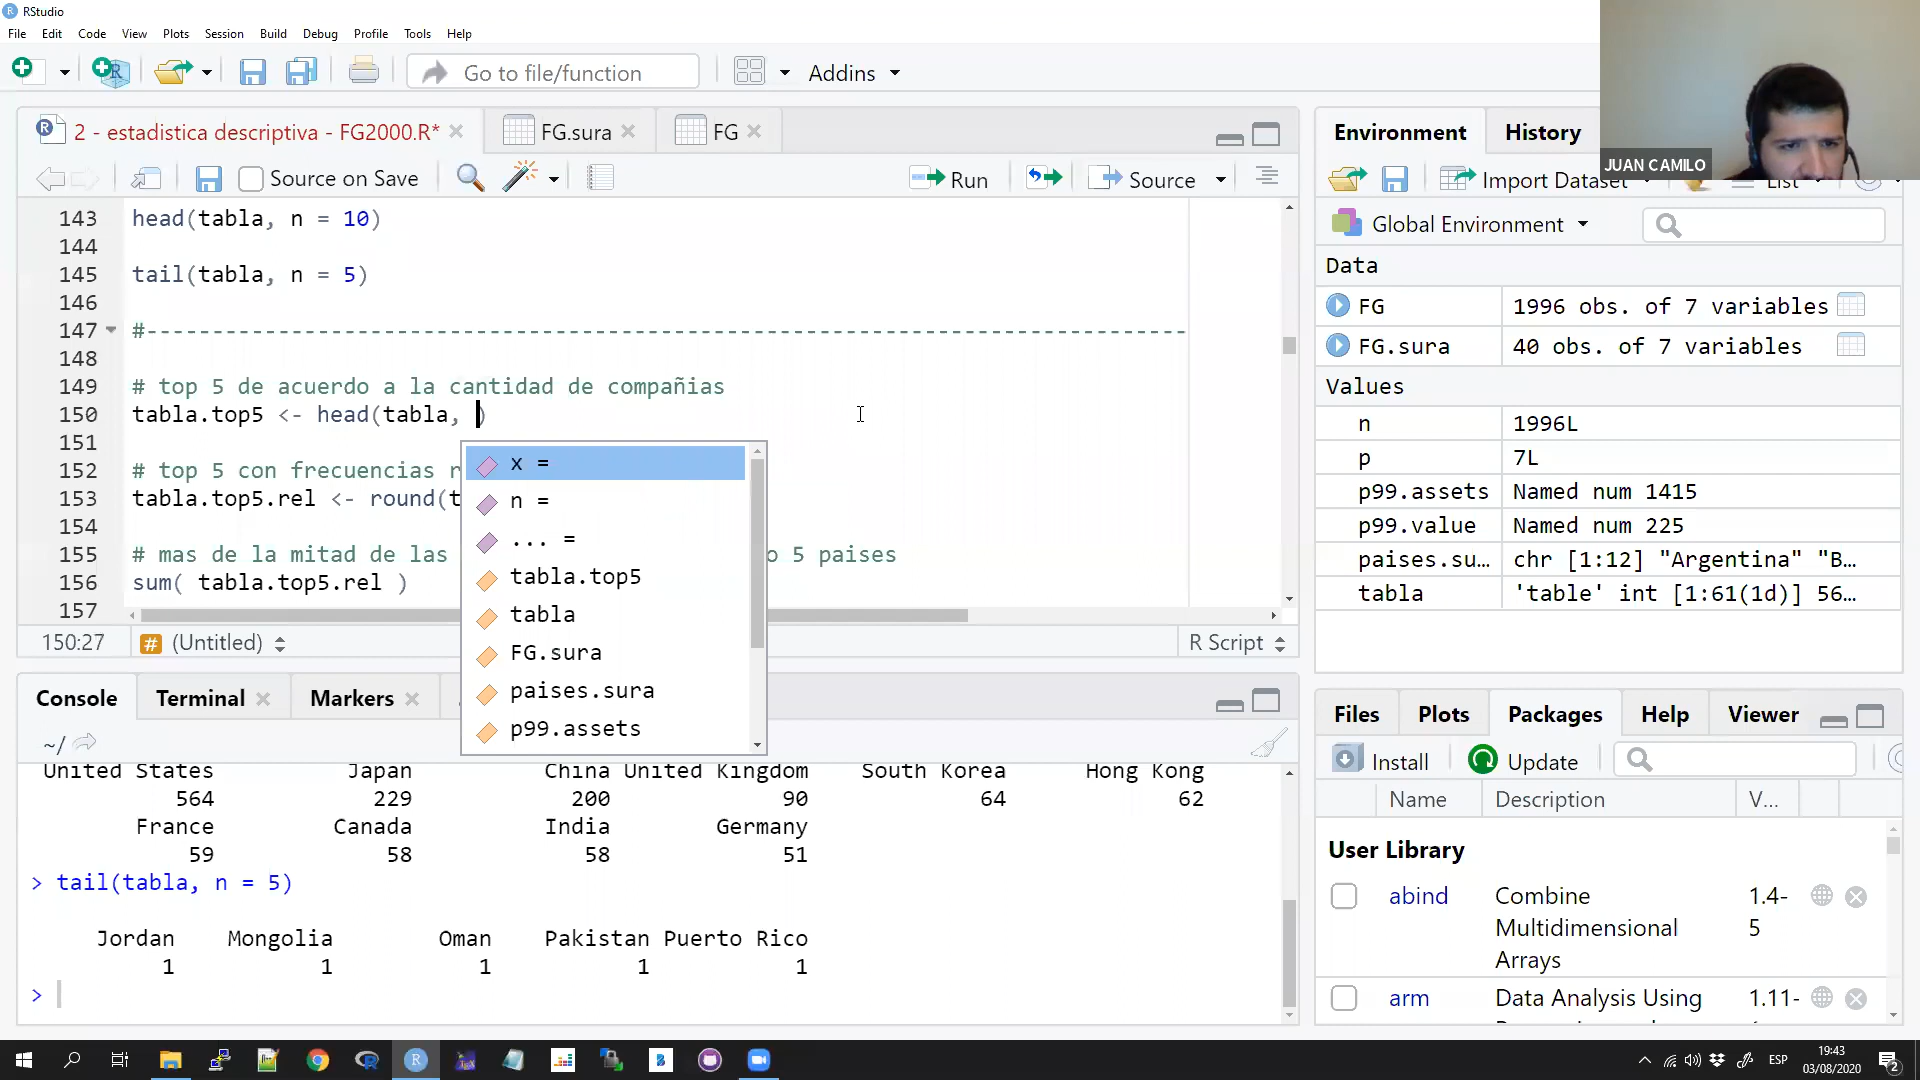 RStudio
File Edit Code View Plots Session Build Debug Profile Tools Help
Go to file/function Addins
2 - estadistica descriptiva - FG2000.R* FG.sura FG
Source on Save Run Source
143 head(tabla, n = 10)
144
145 tail(tabla, n = 5)
146
147 #-------------------------------------------------------------------------------
148
149 # top 5 de acuerdo a la cantidad de compañias
150 tabla.top5 <- head(tabla, )
151
152 # top 5 con frecuencias r
153 tabla.top5.rel <- round(t
154
155 # mas de la mitad de las o 5 paises
156 sum( tabla.top5.rel )
157
x =
n =
... =
tabla.top5
tabla
FG.sura
paises.sura
p99.assets
150:27 # (Untitled) R Script
Console Terminal Markers
~/
United States Japan China United Kingdom South Korea Hong Kong
564 229 200 90 64 62
France Canada India Germany
59 58 58 51
> tail(tabla, n = 5)
Jordan Mongolia Oman Pakistan Puerto Rico
1 1 1 1 1
>
JUAN CAMILO
Environment History
Import Dataset List
Global Environment
Data
FG 1996 obs. of 7 variables
FG.sura 40 obs. of 7 variables
Values
n 1996L
p 7L
p99.assets Named num 1415
p99.value Named num 225
paises.su… chr [1:12] "Argentina" "B…
tabla 'table' int [1:61(1d)] 56…
Files Plots Packages Help Viewer
Install Update
Name Description V...
User Library
abind Combine Multidimensional Arrays 1.4-5
arm Data Analysis Using 1.11-
ESP
19:43
03/08/2020
2